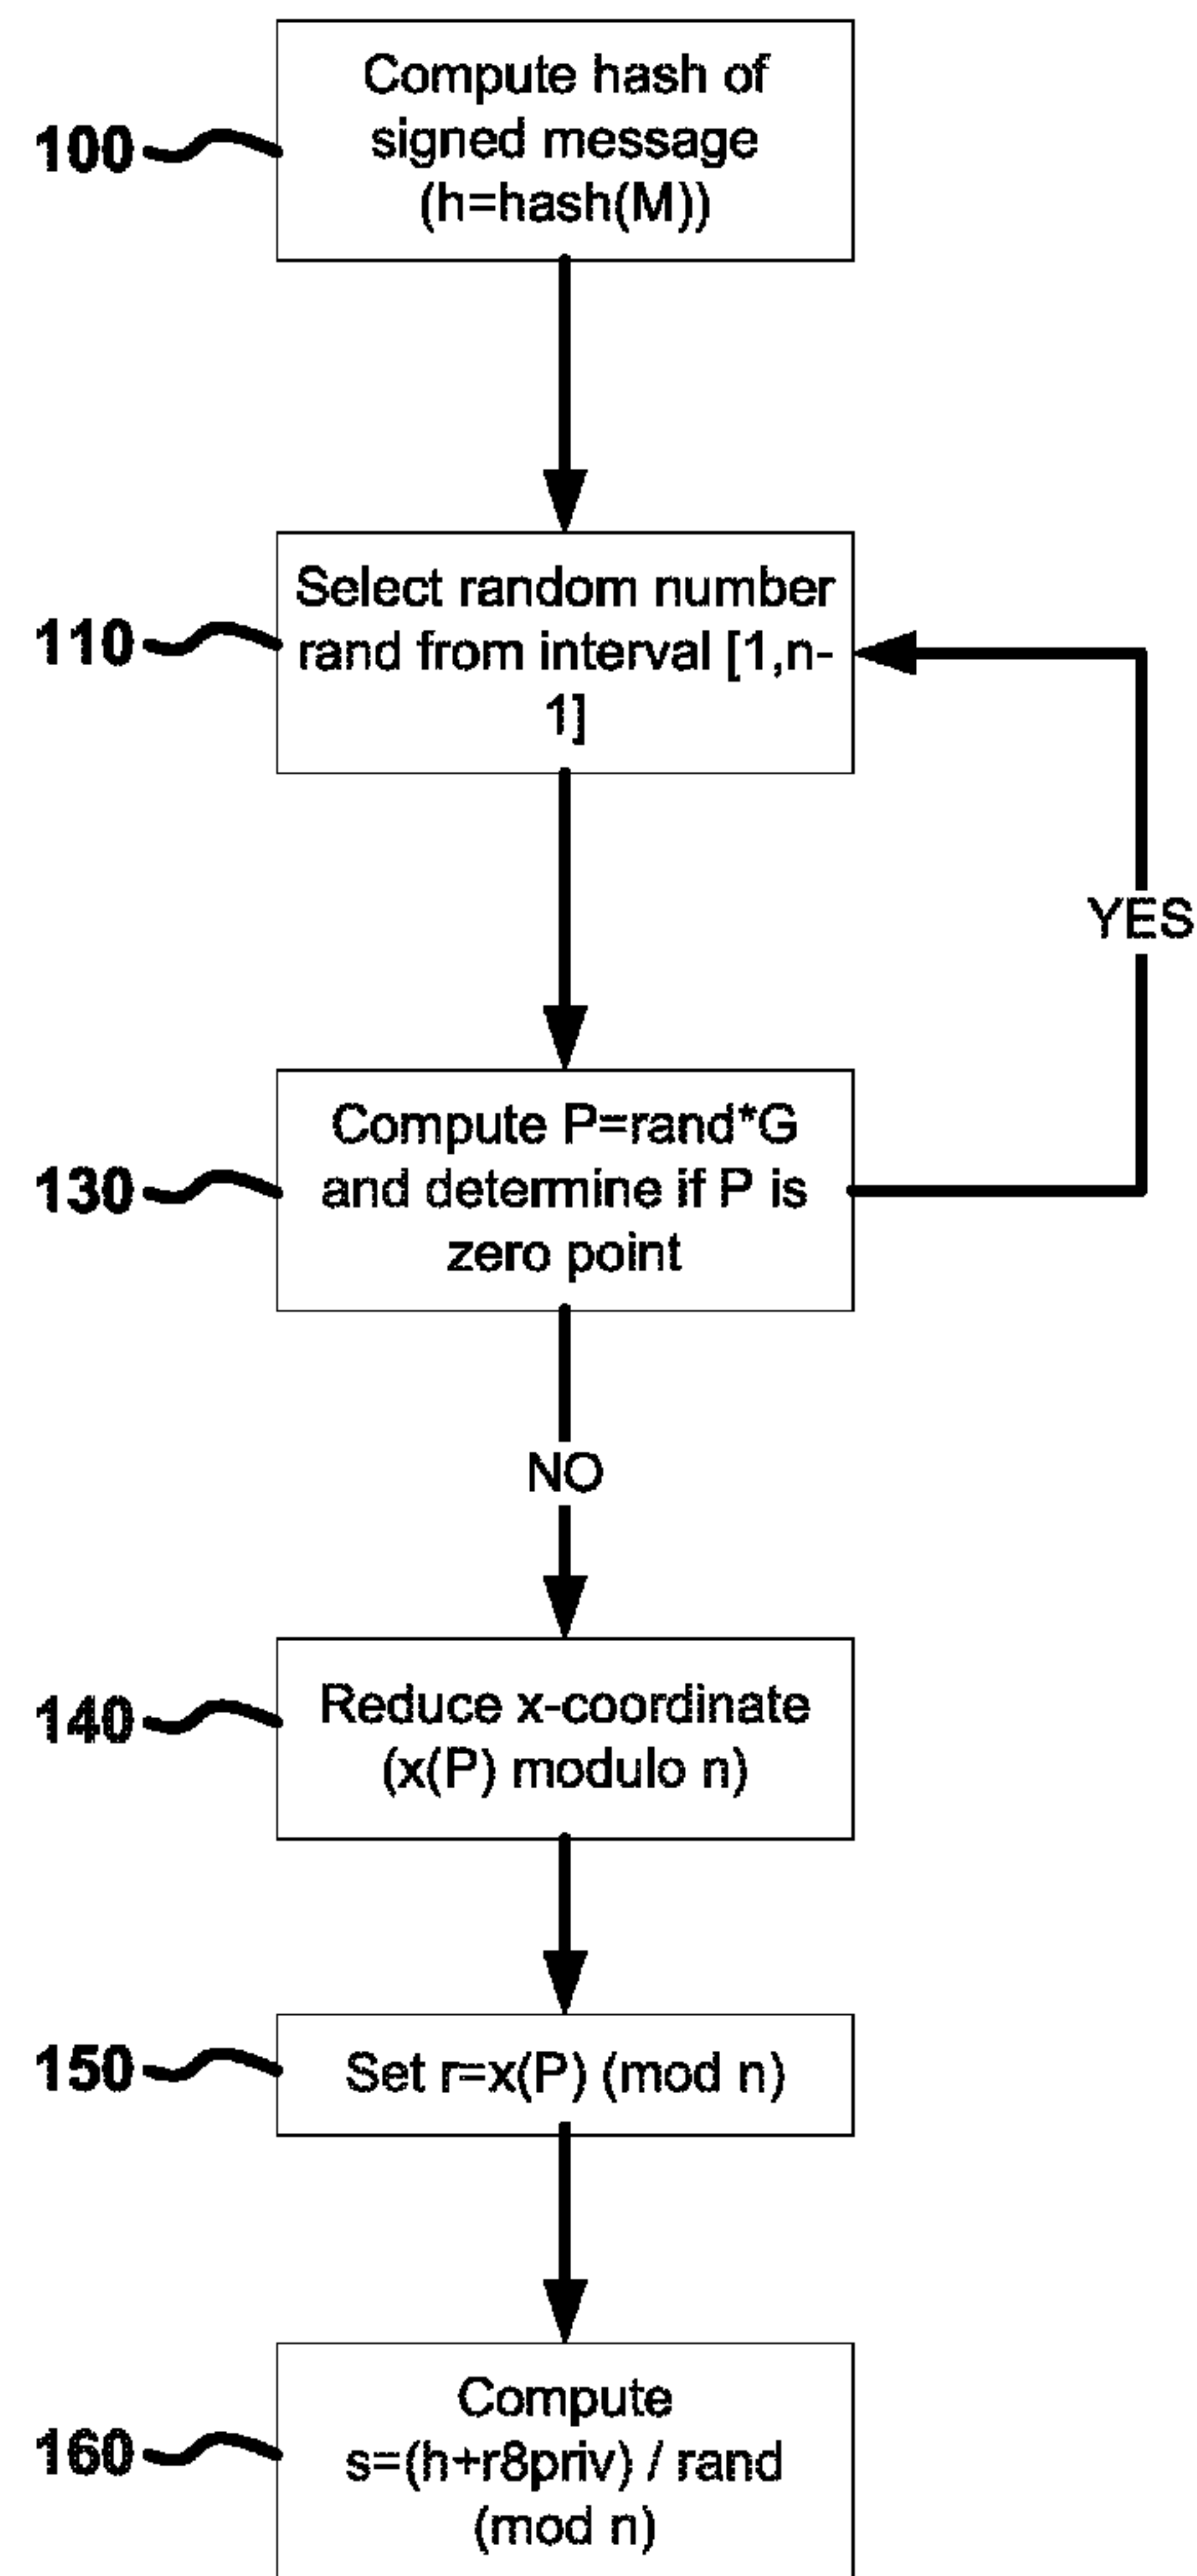 Compute hash of
signed message
(h=hash(M))
100
Select random number
rand from interval [1,n-
1]
110
YES
Compute P=rand*G
and determine if P is
zero point
130
NO
Reduce x-coordinate
(x(P) modulo n)
140
Set r=x(P) (mod n)
150
Compute
s=(h+r8priv) / rand
(mod n)
160